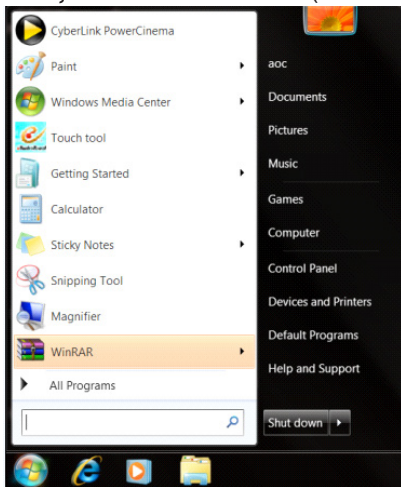 CyberLink PowerCinema
Paint
Windows Media Center
Touch tool
Getting Started
Calculator
Sticky Notes
Snipping Tool
Magnifier
WinRAR
All Programs
aoc
Documents
Pictures
Music
Games
Computer
Control Panel
Devices and Printers
Default Programs
Help and Support
Shut down